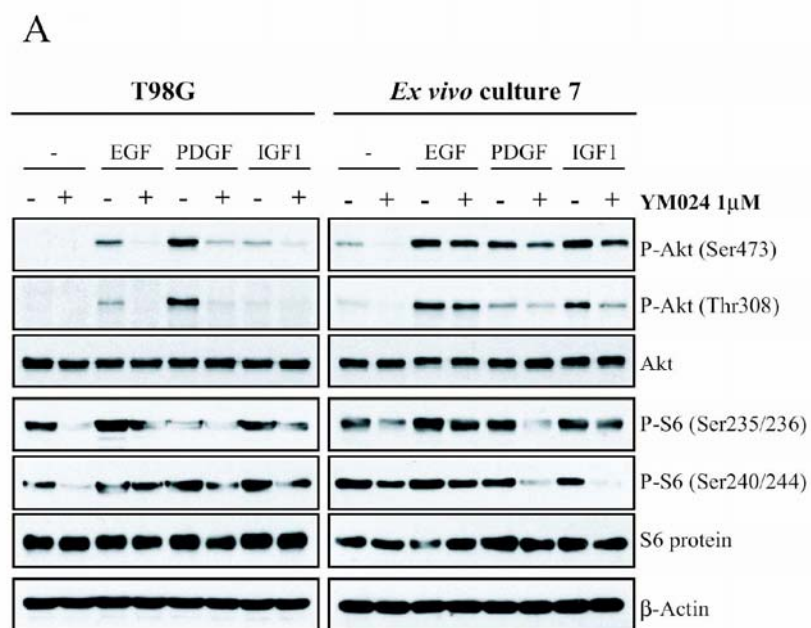 A
T98G Ex vivo culture 7
- EGF PDGF IGF1 - EGF PDGF IGF1
- + - + - + - + - + - + - + - + YM024 1μM
P-Akt (Ser473)
P-Akt (Thr308)
Akt
P-S6 (Ser235/236)
P-S6 (Ser240/244)
S6 protein
β-Actin